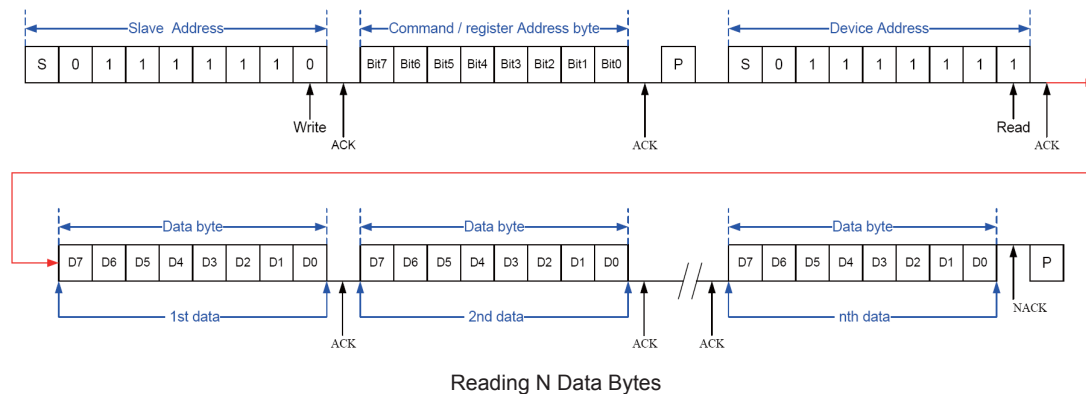 Slave Address Command / register Address byte Device Address
S 0 1 1 1 1 1 1 0 Bit7 Bit6 Bit5 Bit4 Bit3 Bit2 Bit1 Bit0 P S 0 1 1 1 1 1 1 1
Write ACK ACK Read ACK
Data byte Data byte Data byte
D7 D6 D5 D4 D3 D2 D1 D0 D7 D6 D5 D4 D3 D2 D1 D0 D7 D6 D5 D4 D3 D2 D1 D0 P
1st data 2nd data nth data NACK
ACK ACK ACK
Reading N Data Bytes